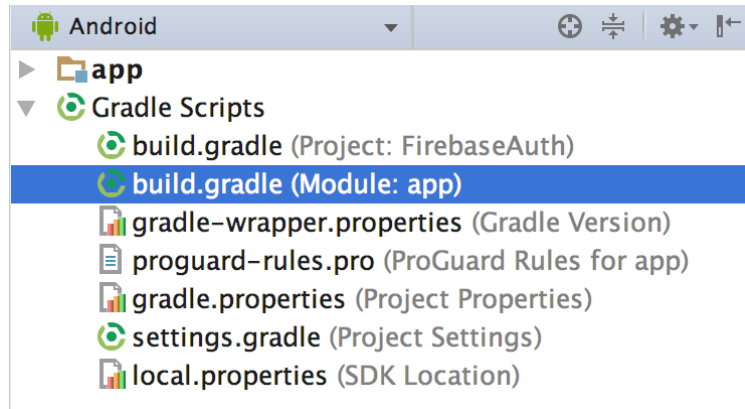 Android
app
Gradle Scripts
build.gradle (Project: FirebaseAuth)
build.gradle (Module: app)
gradle-wrapper.properties (Gradle Version)
proguard-rules.pro (ProGuard Rules for app)
gradle.properties (Project Properties)
settings.gradle (Project Settings)
local.properties (SDK Location)